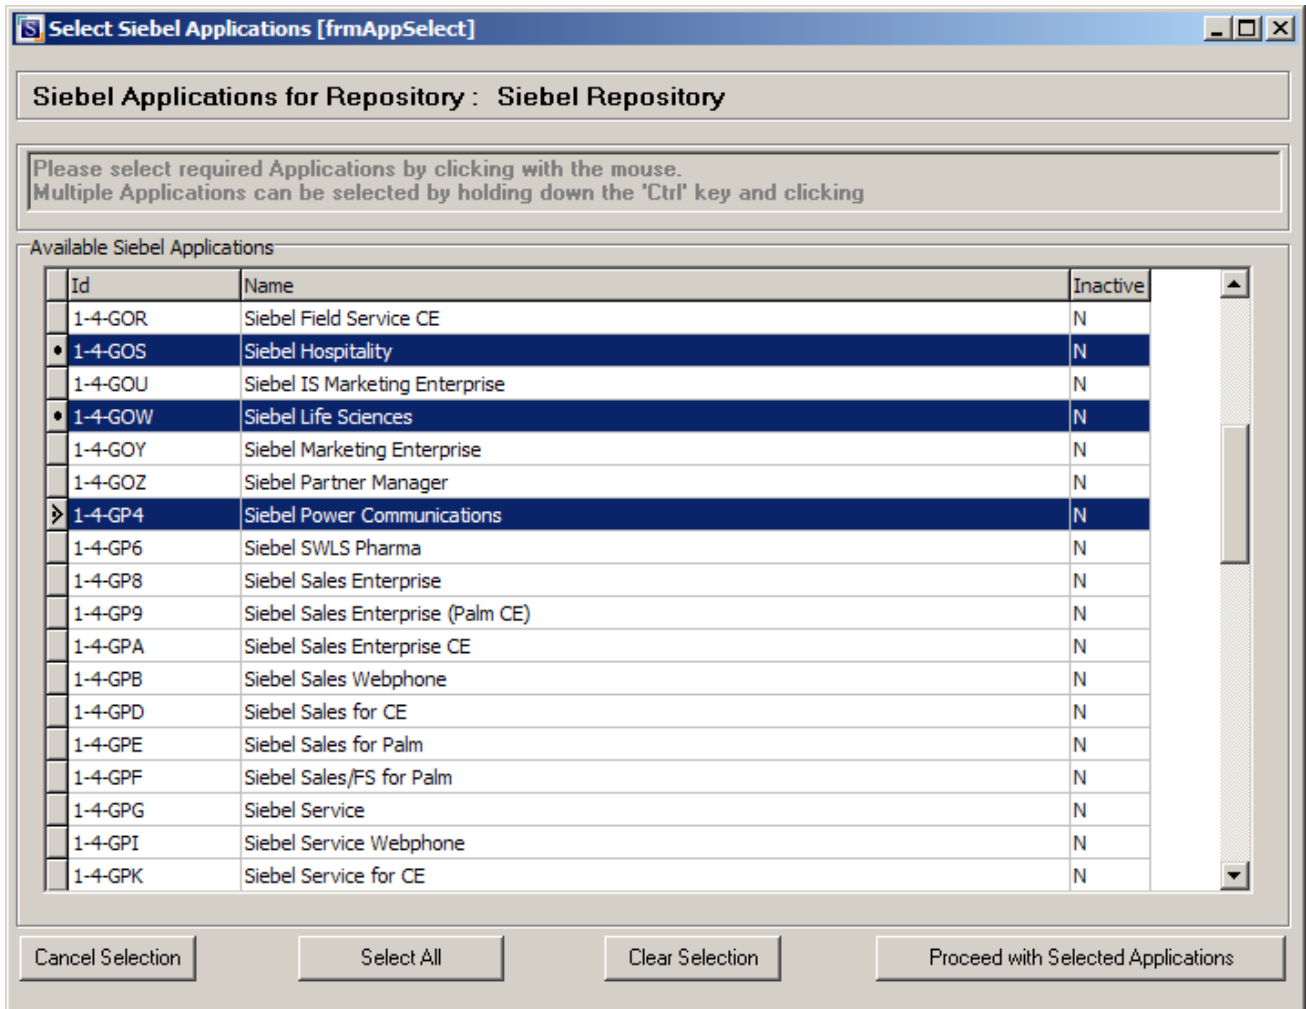 Select Siebel Applications [frmAppSelect]
Siebel Applications for Repository : Siebel Repository
Please select required Applications by clicking with the mouse.
Multiple Applications can be selected by holding down the 'Ctrl' key and clicking
Available Siebel Applications
Id Name Inactive
1-4-GOR Siebel Field Service CE N
1-4-GOS Siebel Hospitality N
1-4-GOU Siebel IS Marketing Enterprise N
1-4-GOW Siebel Life Sciences N
1-4-GOY Siebel Marketing Enterprise N
1-4-GOZ Siebel Partner Manager N
1-4-GP4 Siebel Power Communications N
1-4-GP6 Siebel SWLS Pharma N
1-4-GP8 Siebel Sales Enterprise N
1-4-GP9 Siebel Sales Enterprise (Palm CE) N
1-4-GPA Siebel Sales Enterprise CE N
1-4-GPB Siebel Sales Webphone N
1-4-GPD Siebel Sales for CE N
1-4-GPE Siebel Sales for Palm N
1-4-GPF Siebel Sales/FS for Palm N
1-4-GPG Siebel Service N
1-4-GPI Siebel Service Webphone N
1-4-GPK Siebel Service for CE N
Cancel Selection Select All Clear Selection Proceed with Selected Applications